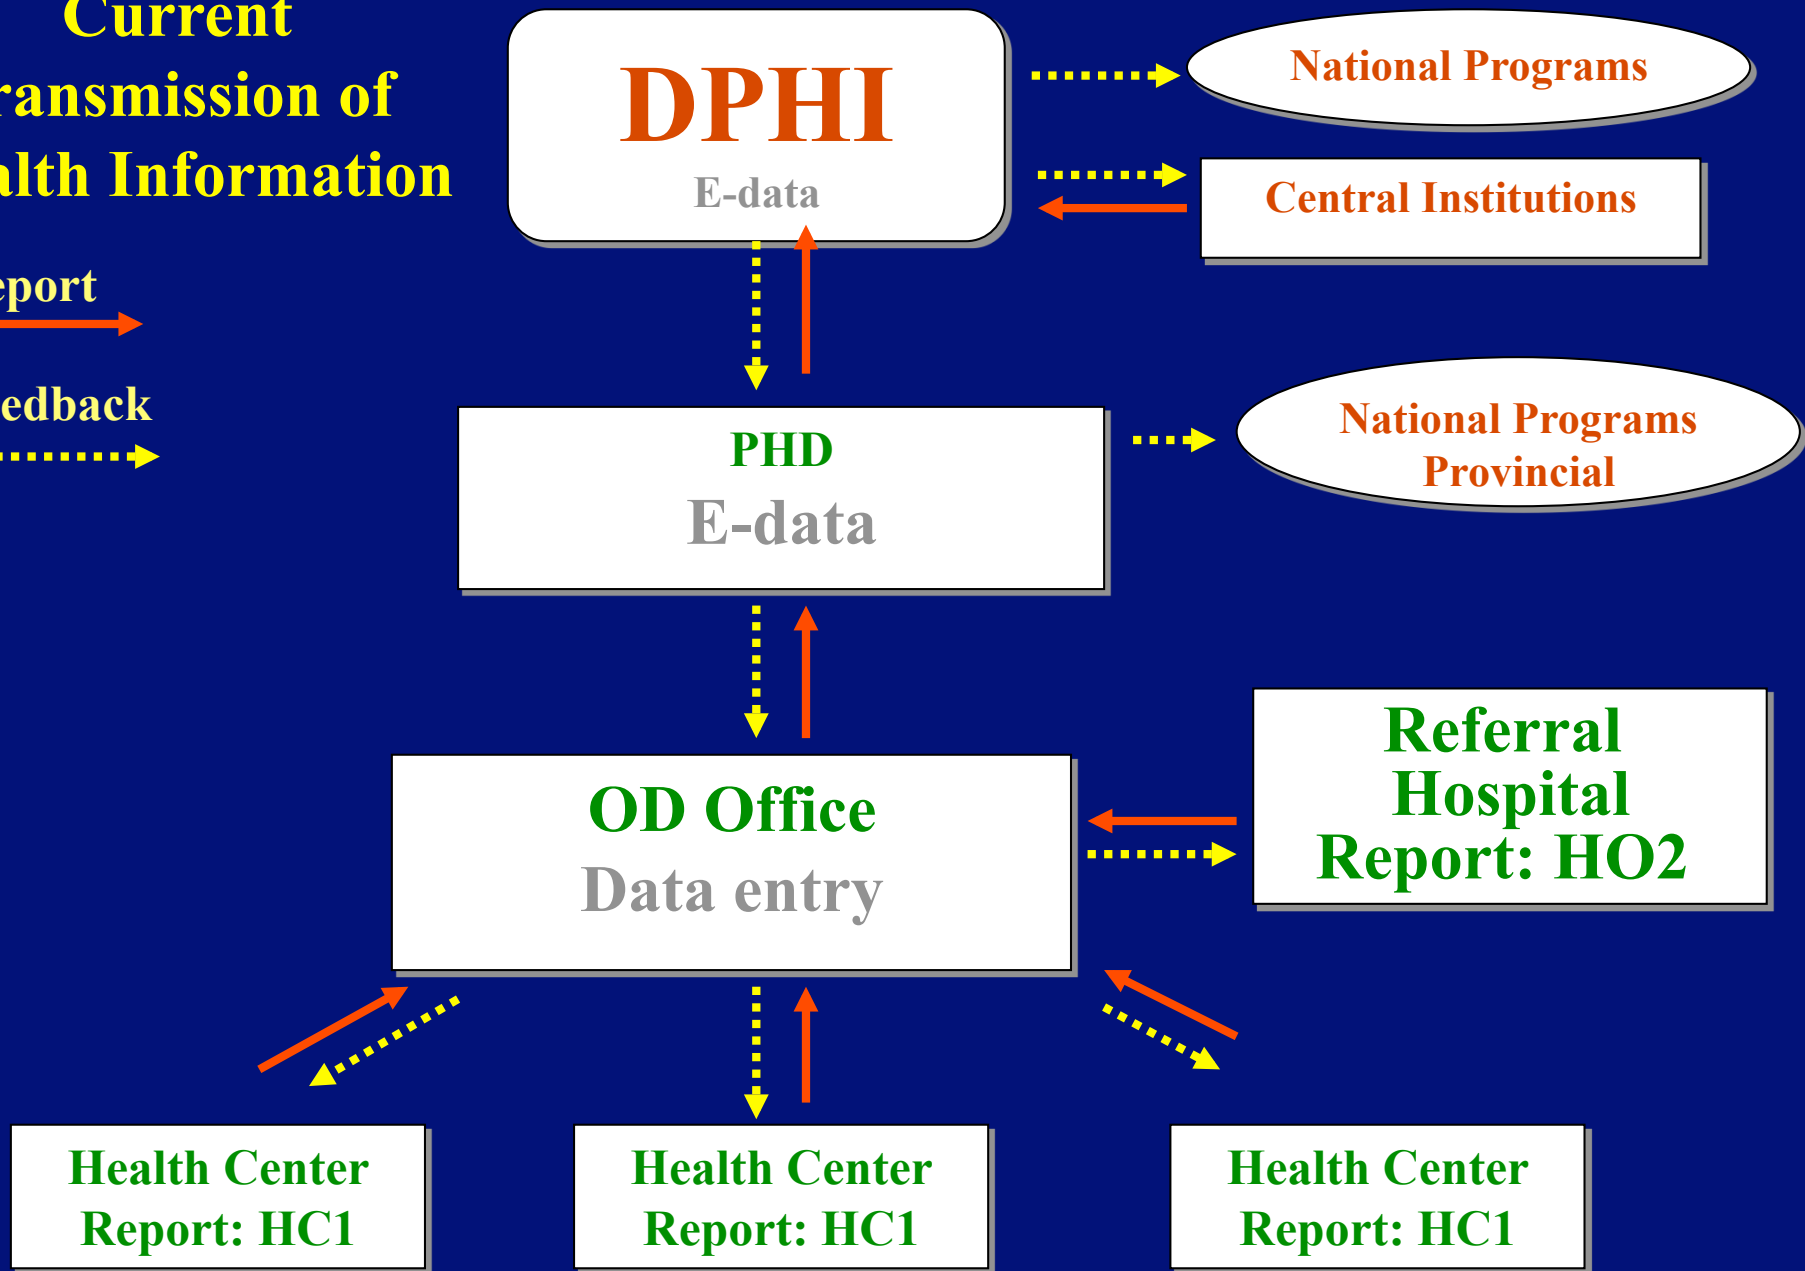 Current
ransmission of
alth Information
eport
edback
DPHI
E-data
National Programs
Central Institutions
PHD
E-data
National Programs
Provincial
OD Office
Data entry
Referral
Hospital
Report: HO2
Health Center
Report: HC1
Health Center
Report: HC1
Health Center
Report: HC1